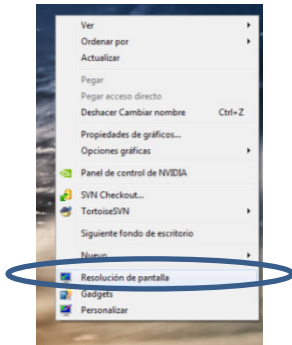 Ver
Ordenar por
Actualizar
Pegar
Pegar acceso directo
Deshacer Cambiar nombre Ctrl+Z
Propiedades de gráficos...
Opciones gráficas
Panel de control de NVIDIA
SVN Checkout...
TortoiseSVN
Siguiente fondo de escritorio
Nuevo
Resolución de pantalla
Gadgets
Personalizar